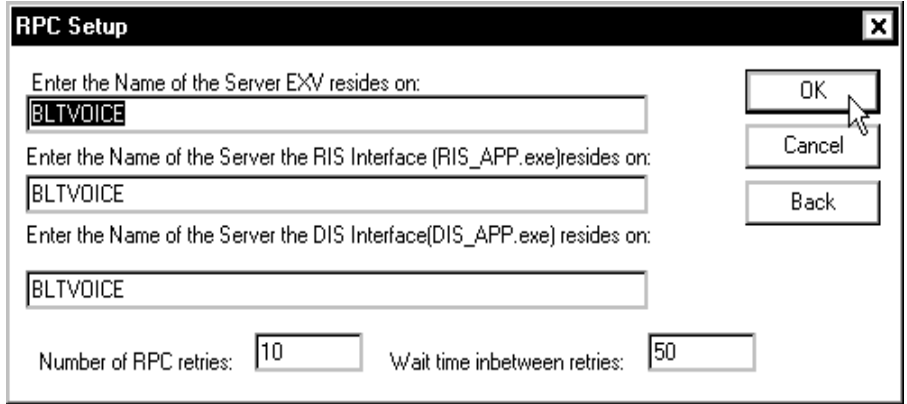 RPC Setup
Enter the Name of the Server EXV resides on:
BLTVOICE
OK
Enter the Name of the Server the RIS Interface (RIS_APP.exe)resides on:
Cancel
BLTVOICE
Back
Enter the Name of the Server the DIS Interface(DIS_APP.exe) resides on:
BLTVOICE
Number of RPC retries: 10 Wait time inbetween retries: 50